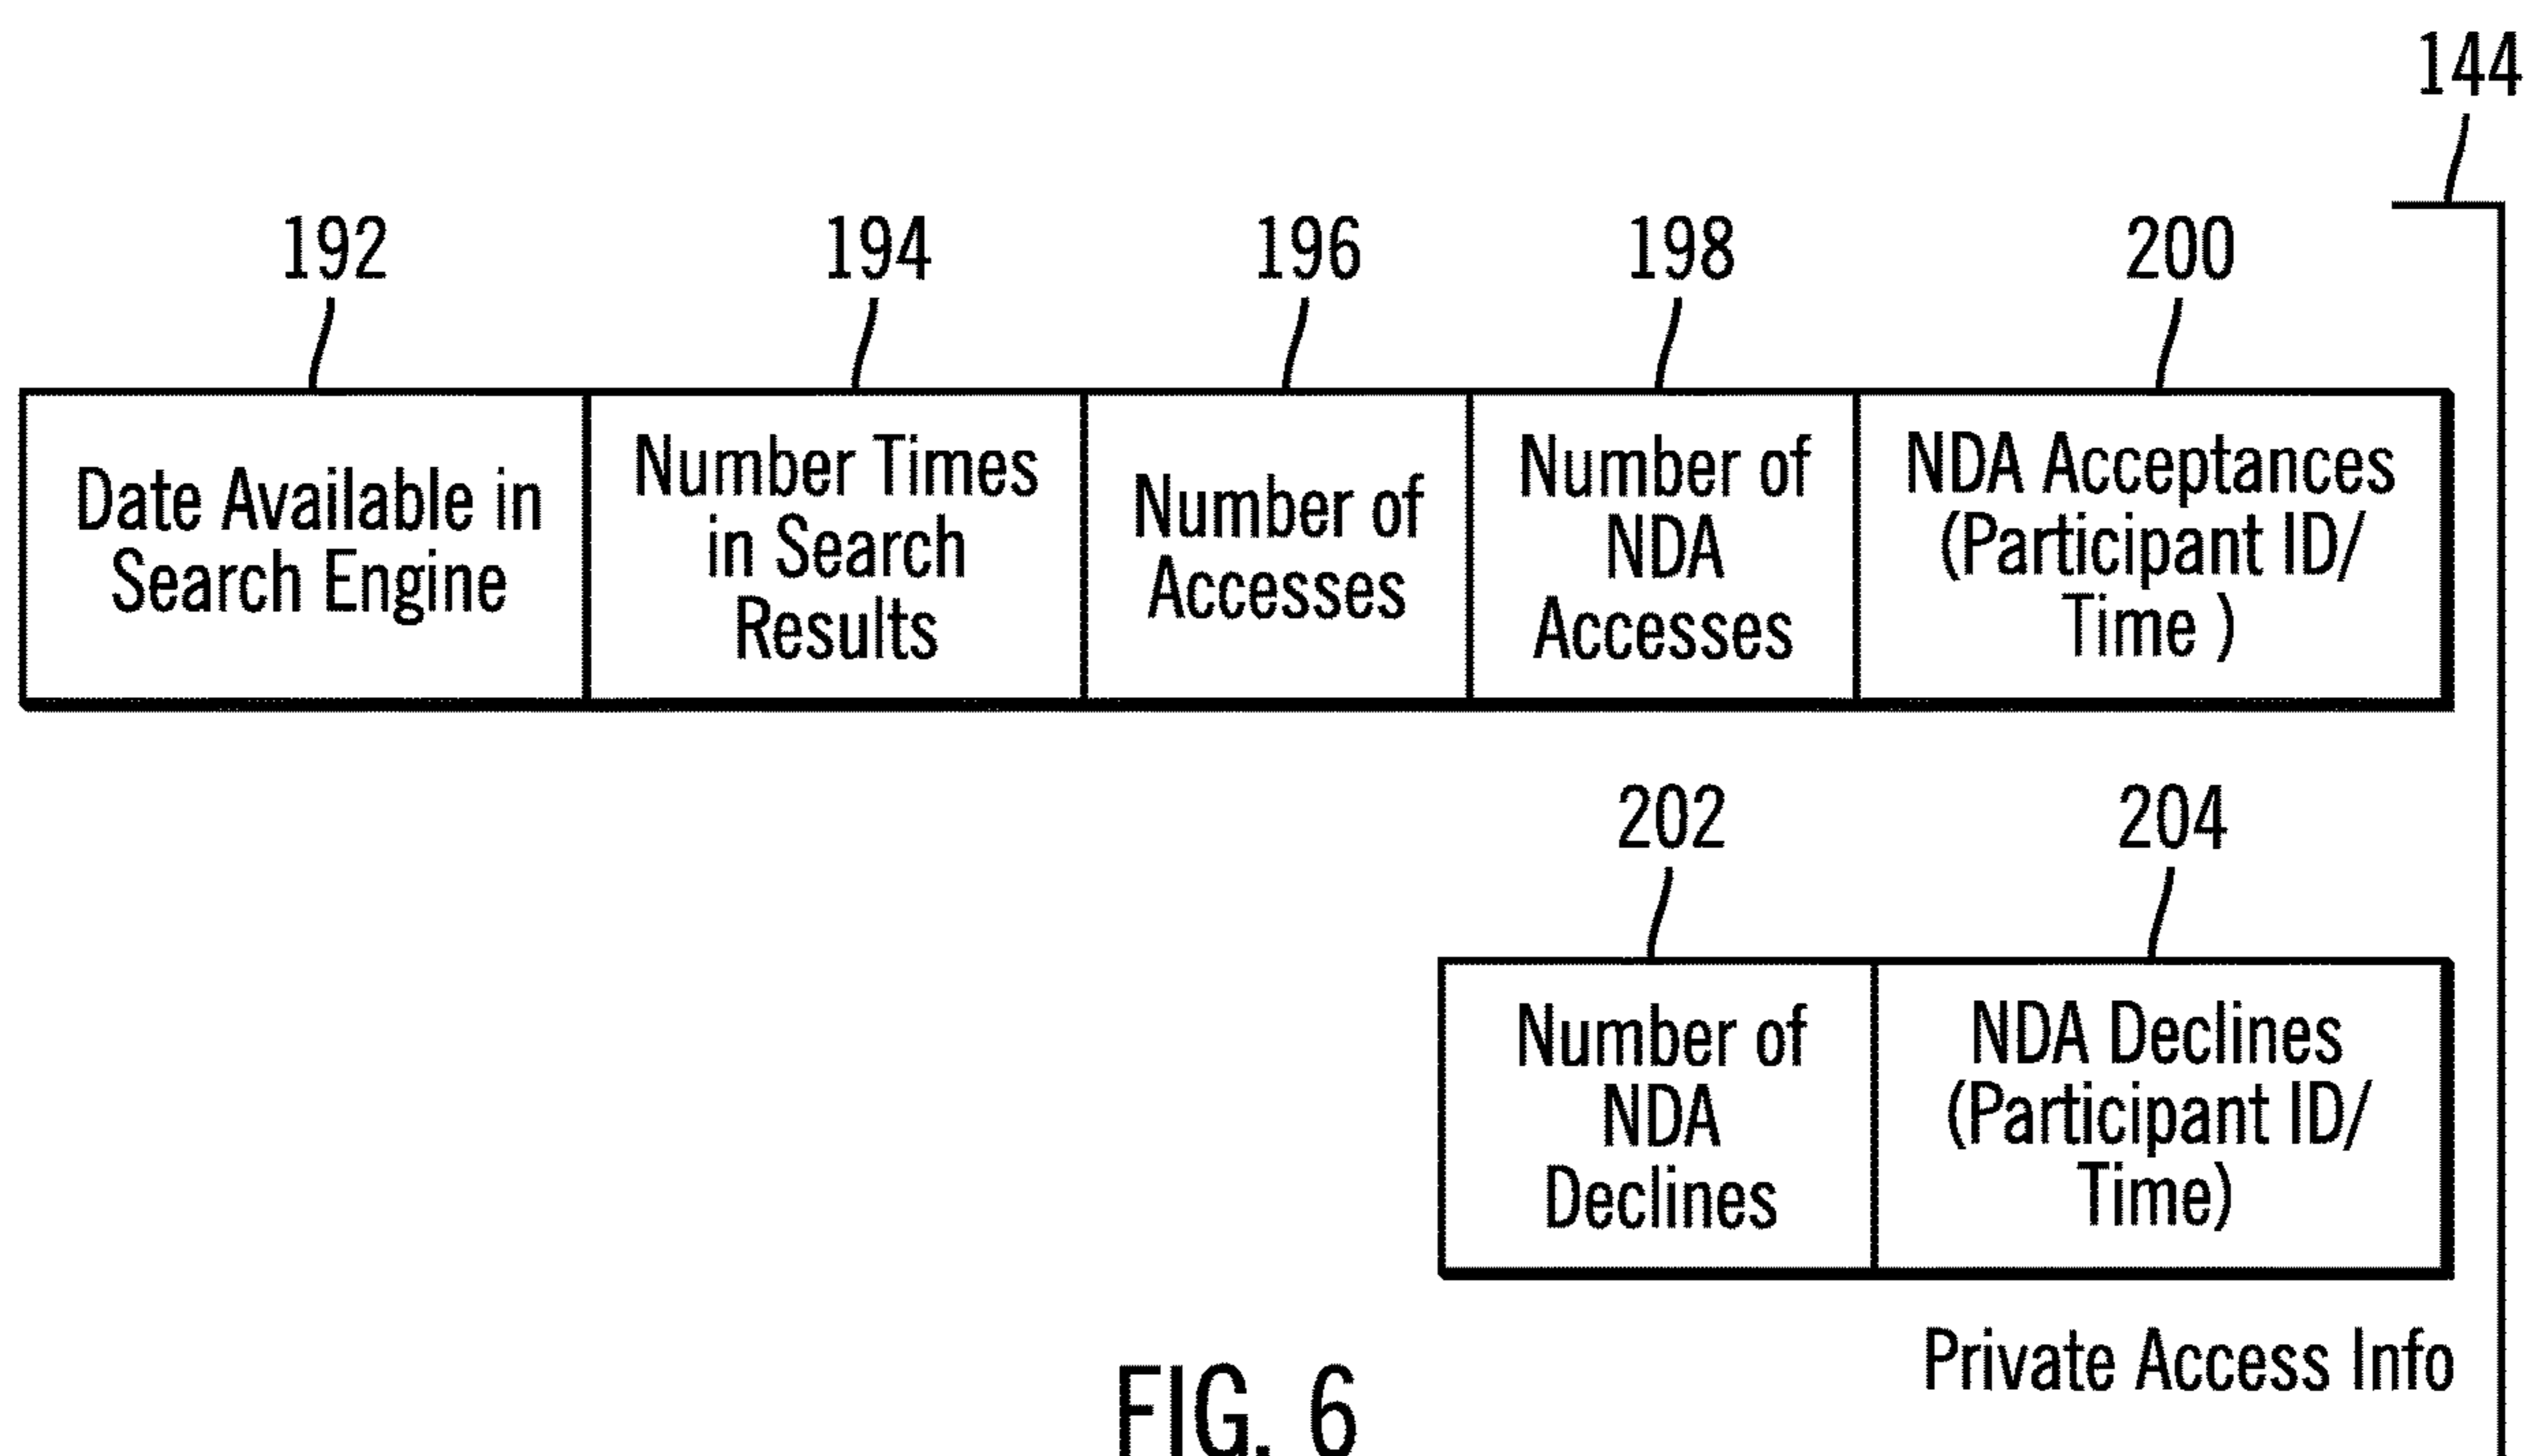 144
192
194
196
198
200
Date Available in
Search Engine
Number Times
in Search
Results
Number of
Accesses
Number of
NDA
Accesses
NDA Acceptances
(Participant ID/
Time )
202
204
Number of
NDA
Declines
NDA Declines
(Participant ID/
Time)
Private Access Info
FIG. 6